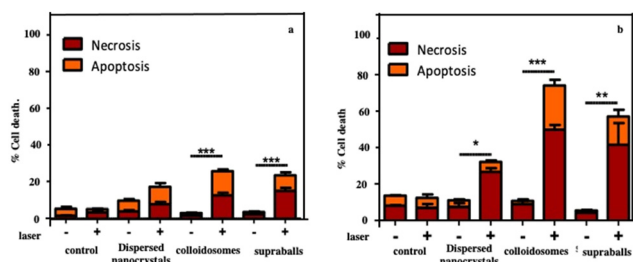 a
100
80
60
40
20
0
% Cell death.
Necrosis
Apoptosis
***
***
laser - + - + - + - +
control Dispersed nanocrystals colloidosomes supraballs
b
100
80
60
40
20
0
% Cell death
Necrosis
Apoptosis
*
***
**
laser - + - + - + - +
control Dispersed nanocrystals colloidosomes supraballs